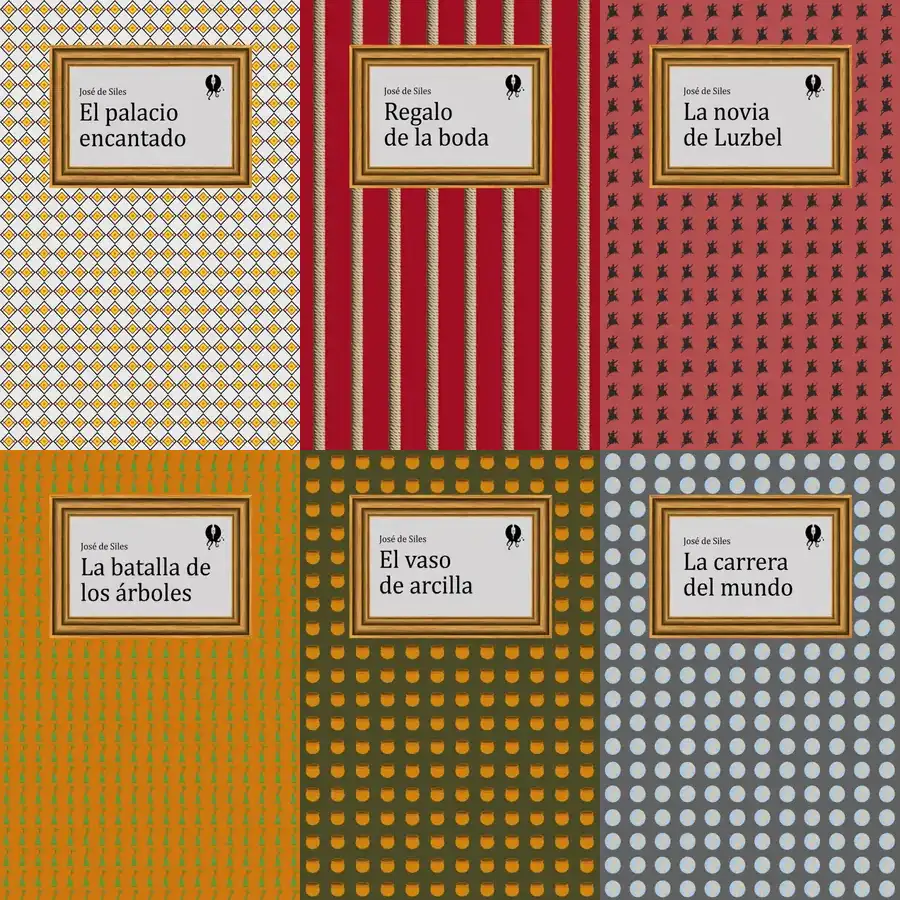 José de Siles
El palacio
encantado
José de Siles
Regalo
de la boda
José de Siles
La novia
de Luzbel
José de Siles
La batalla de
los árboles
José de Siles
El vaso
de arcilla
José de Siles
La carrera
del mundo